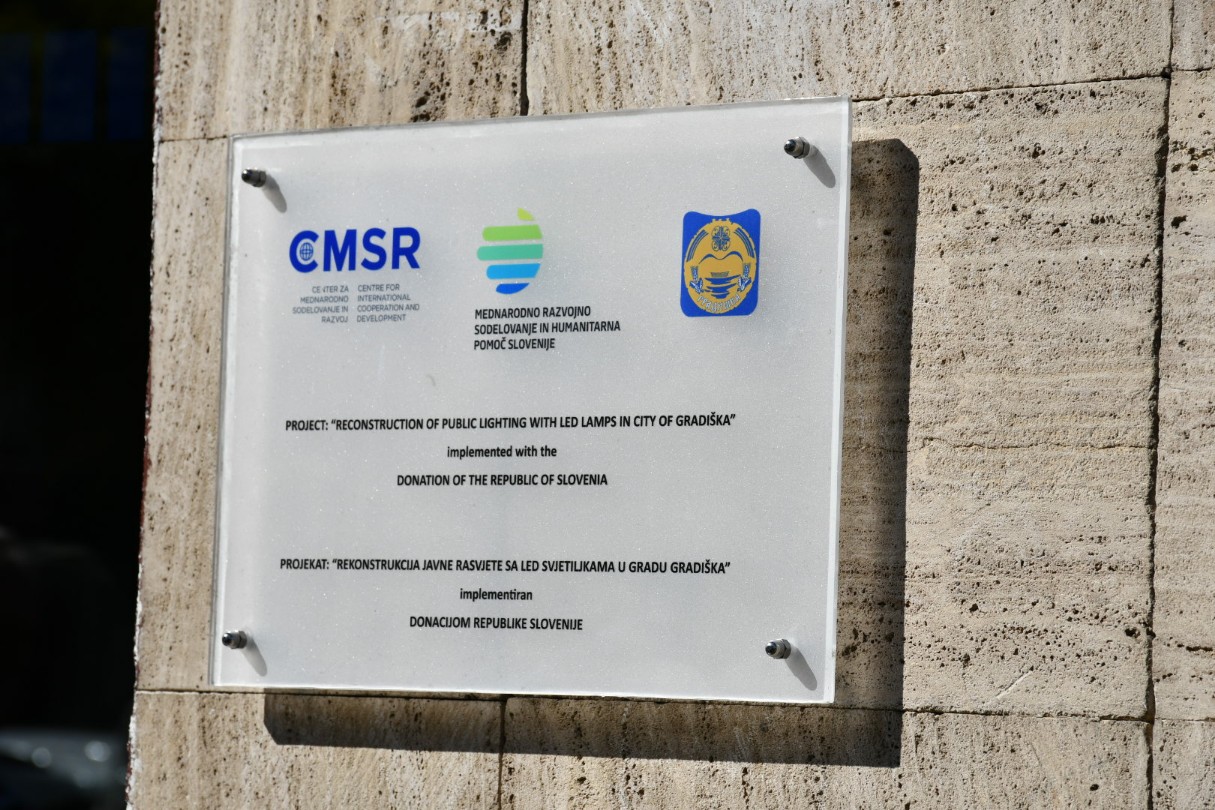 CMSR
CENTER ZA
MEDNARODNO
SODELOVANJE IN
RAZVOJ
CENTRE FOR
INTERNATIONAL
COOPERATION AND
DEVELOPMENT
MEDNARODNO RAZVOJNO
SODELOVANJE IN HUMANITARNA
POMOČ SLOVENIJE
PROJECT: “RECONSTRUCTION OF PUBLIC LIGHTING WITH LED LAMPS IN CITY OF GRADIŠKA”
implemented with the
DONATION OF THE REPUBLIC OF SLOVENIA
PROJEKAT: “REKONSTRUKCIJA JAVNE RASVJETE SA LED SVJETILJKAMA U GRADU GRADIŠKA”
implementiran
DONACIJOM REPUBLIKE SLOVENIJE